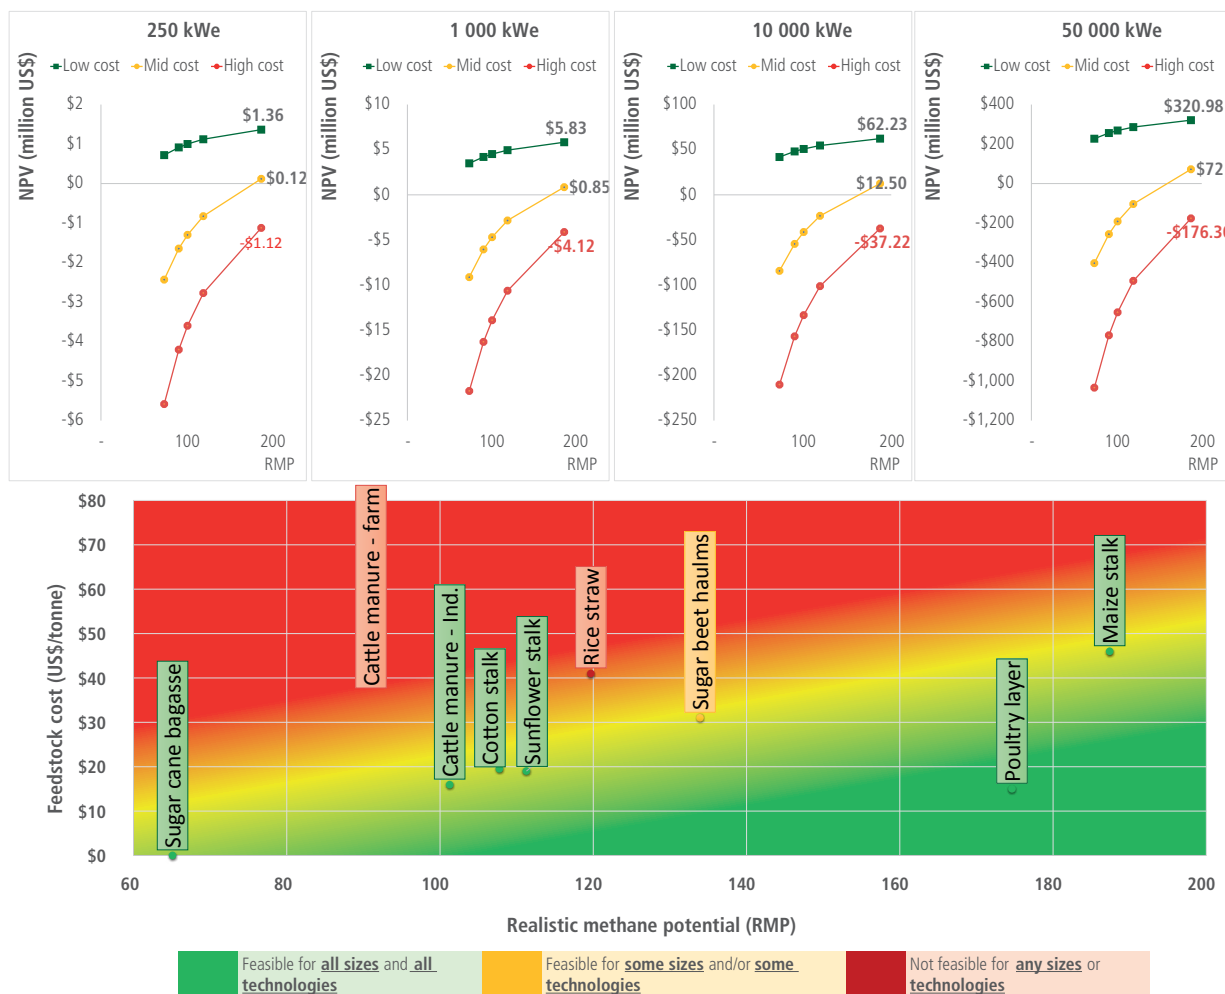 250 kWe
NPV (million US$)
Low cost Mid cost High cost
$2
$1
$0
-$1
-$2
-$3
-$4
-$5
-$6
$1.36
$0.12
-$1.12
- 100 200
RMP
1 000 kWe
NPV (million US$)
Low cost Mid cost High cost
$10
$5
$0
-$5
-$10
-$15
-$20
-$25
$5.83
$0.85
-$4.12
- 100 200
RMP
10 000 kWe
NPV (million US$)
Low cost Mid cost High cost
$100
$50
$0
-$50
-$100
-$150
-$200
-$250
$62.23
$12.50
-$37.22
- 100 200
RMP
50 000 kWe
NPV (million US$)
Low cost Mid cost High cost
$400
$200
$0
-$200
-$400
-$600
-$800
-$1,000
-$1,200
$320.98
$72
-$176.30
- 100 200
RMP
Feedstock cost (US$/tonne)
$80
$70
$60
$50
$40
$30
$20
$10
$0
Sugar cane bagasse
Cattle manure - farm
Cattle manure - Ind.
Cotton stalk
Sunflower stalk
Rice straw
Sugar beet haulms
Poultry layer
Maize stalk
60 80 100 120 140 160 180 200
Realistic methane potential (RMP)
Feasible for all sizes and all
technologies
Feasible for some sizes and/or some
technologies
Not feasible for any sizes or
technologies